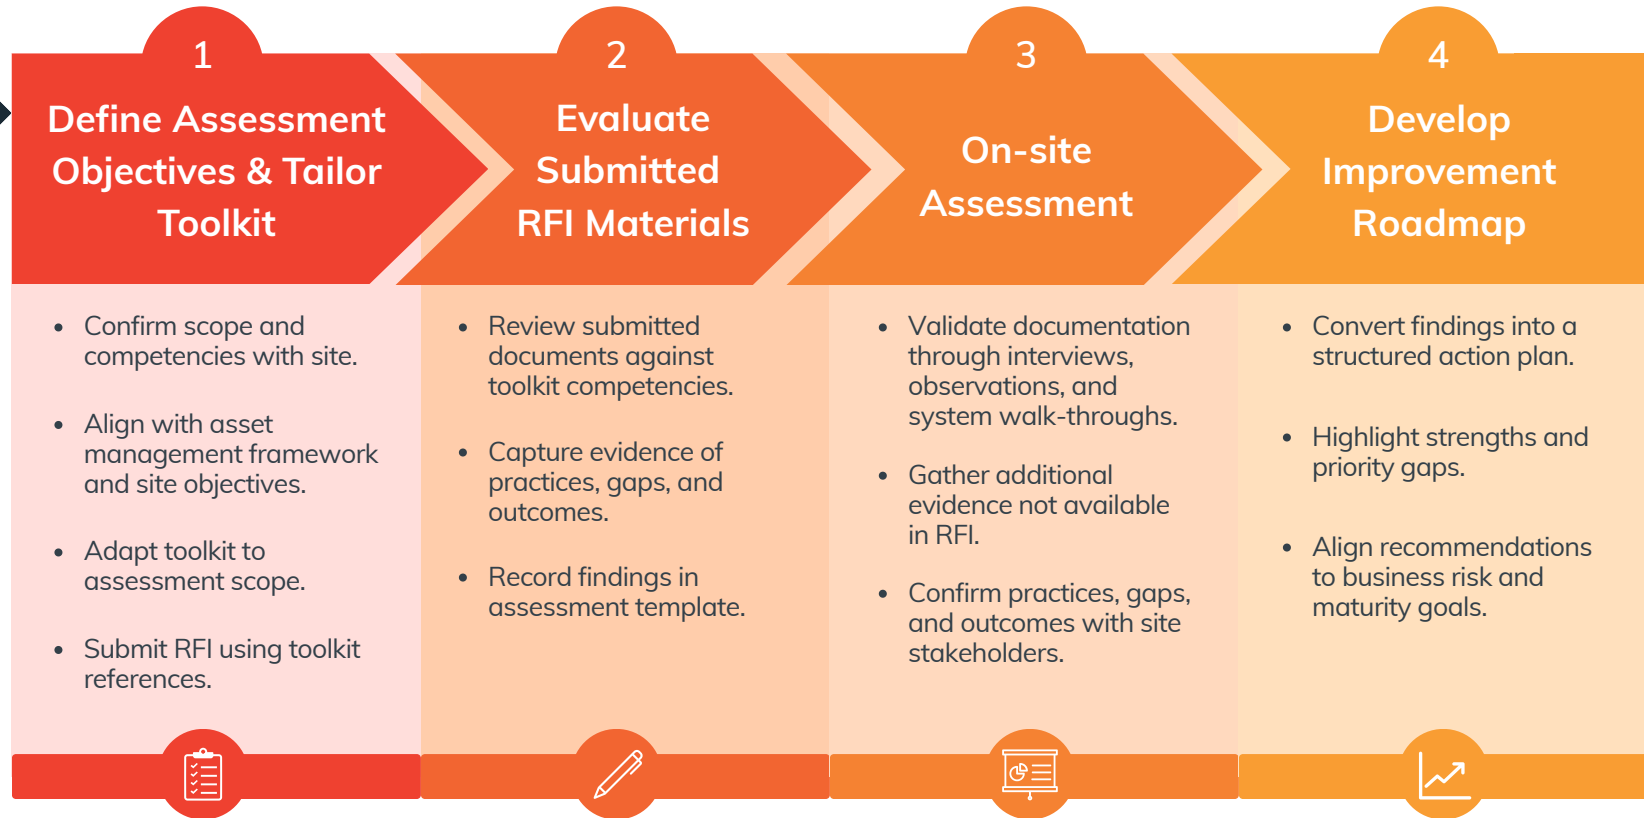 1
Define Assessment
Objectives & Tailor
Toolkit
• Confirm scope and
competencies with site.
• Align with asset
management framework
and site objectives.
• Adapt toolkit to
assessment scope.
• Submit RFI using toolkit
references.
2
Evaluate
Submitted
RFI Materials
• Review submitted
documents against
toolkit competencies.
• Capture evidence of
practices, gaps, and
outcomes.
• Record findings in
assessment template.
3
On-site
Assessment
• Validate documentation
through interviews,
observations, and
system walk-throughs.
• Gather additional
evidence not available
in RFI.
• Confirm practices, gaps,
and outcomes with site
stakeholders.
4
Develop
Improvement
Roadmap
• Convert findings into a
structured action plan.
• Highlight strengths and
priority gaps.
• Align recommendations
to business risk and
maturity goals.